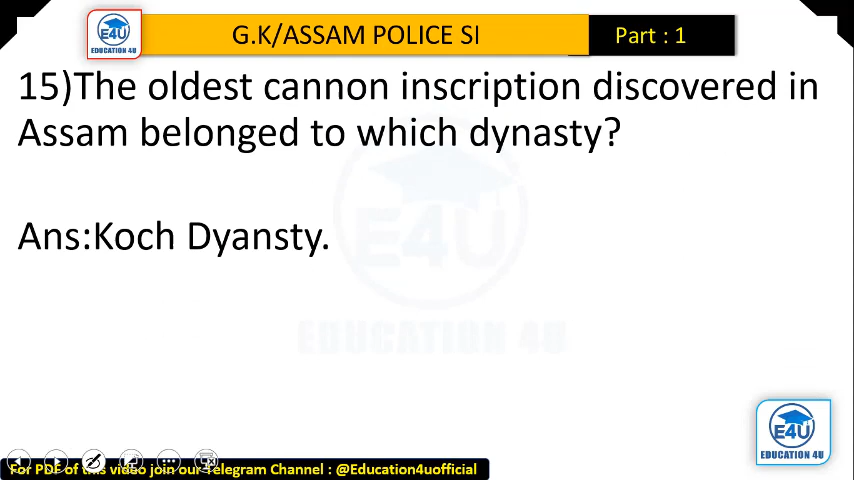 E4U
EDUCATION 4U
G.K/ASSAM POLICE SI
Part : 1
15)The oldest cannon inscription discovered in
Assam belonged to which dynasty?
Ans:Koch Dyansty.
E4U
EDUCATION 4U
E4U
EDUCATION 4U
For PDF of this video join our Telegram Channel : @Education4uofficial